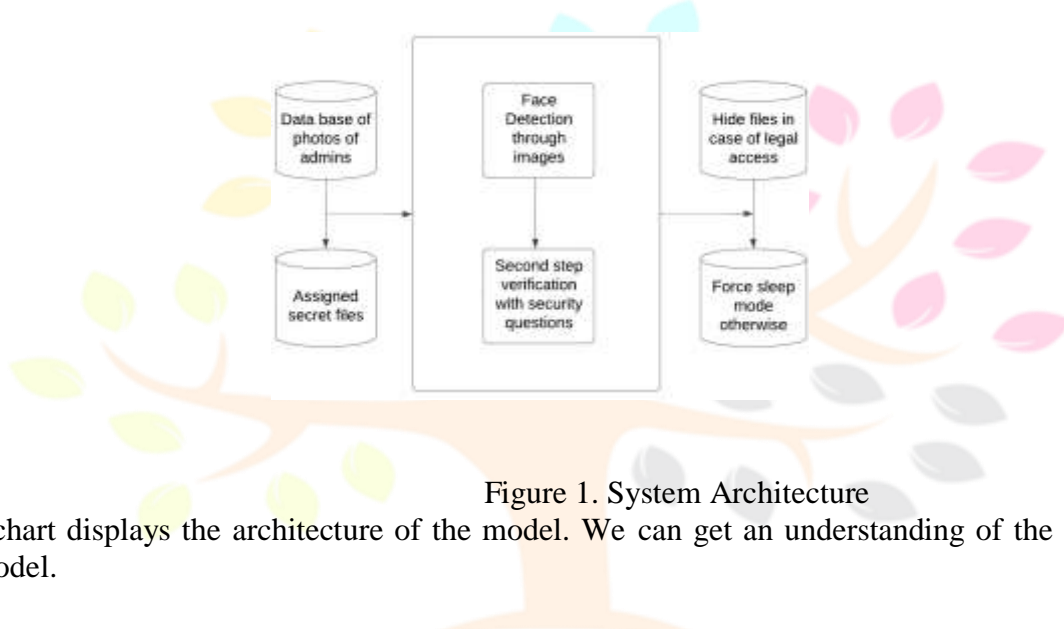 Data base of
photos of
admins
Assigned
secret files
Face
Detection
through
images
Second step
verification
with security
questions
Hide files in
case of legal
access
Force sleep
mode
otherwise
Figure 1. System Architecture
chart displays the architecture of the model. We can get an understanding of the
odel.